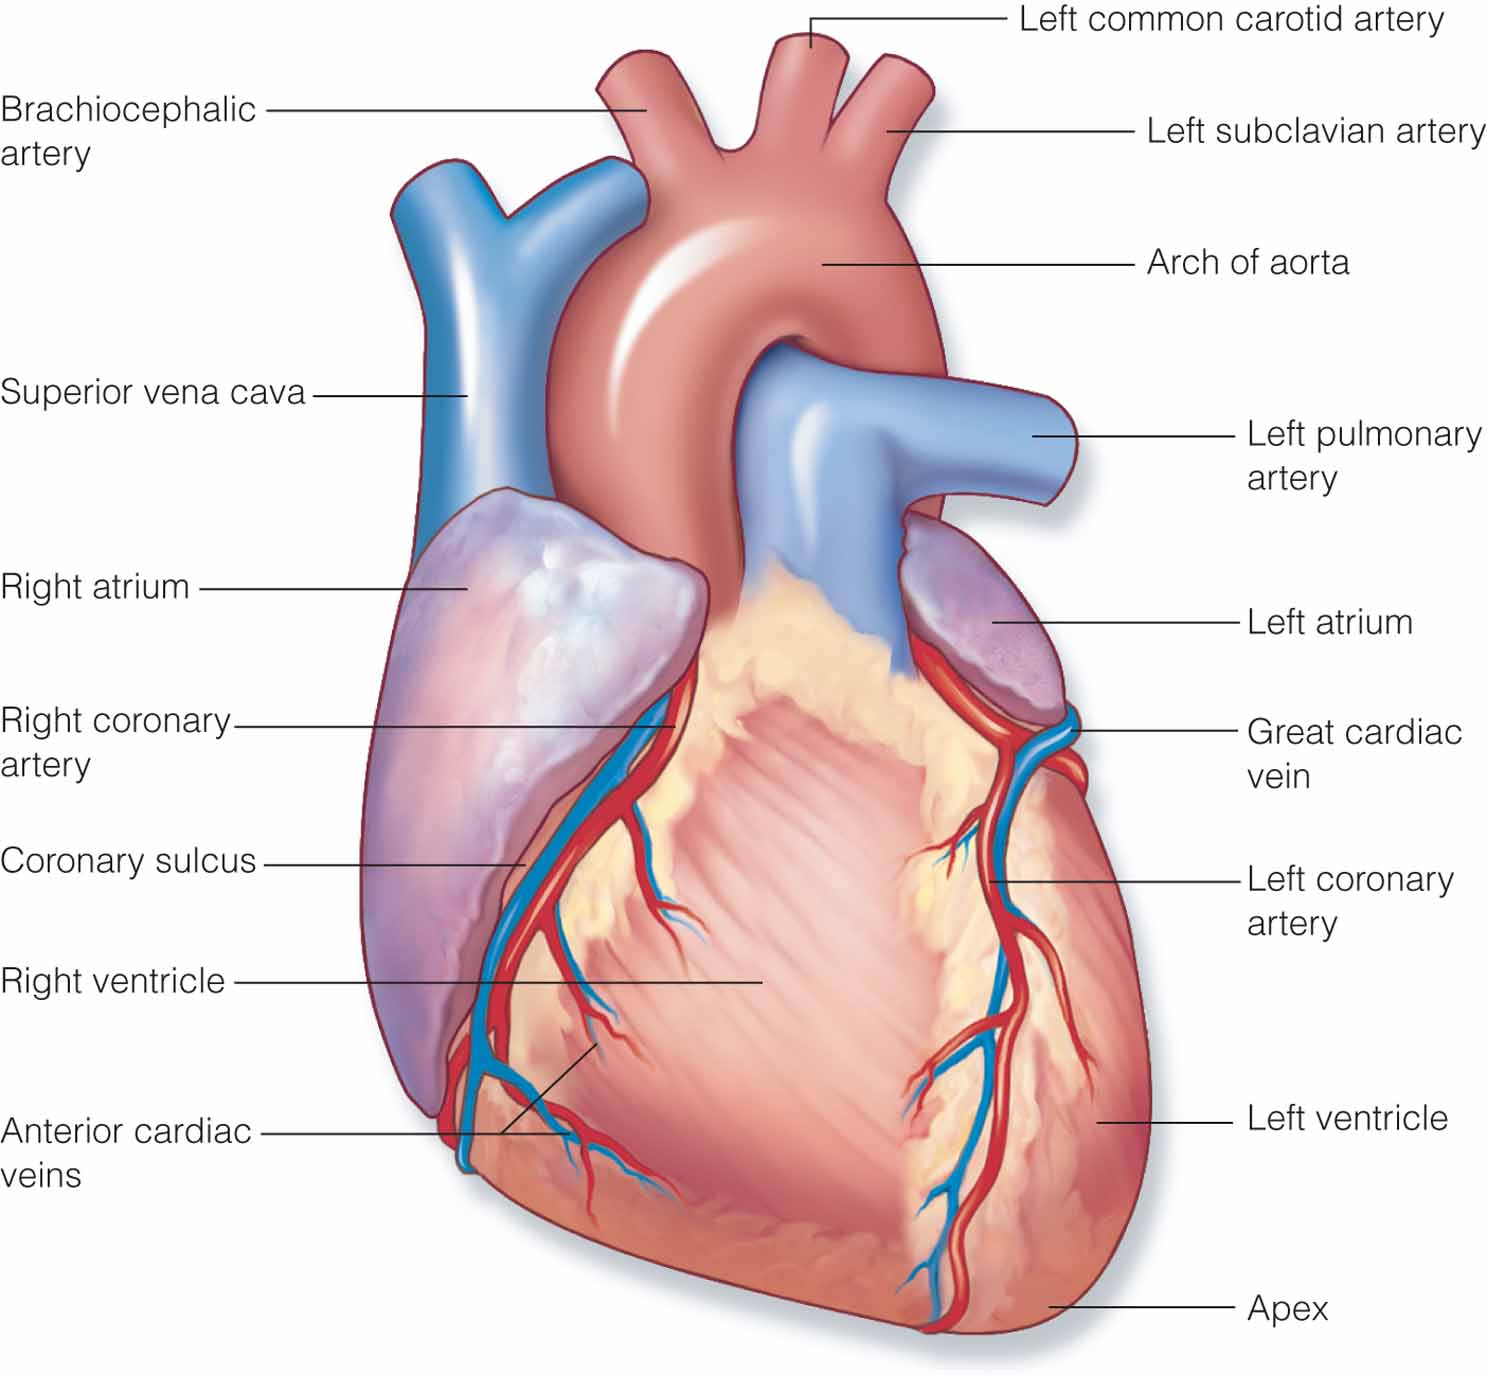 Left common carotid artery
Brachiocephalic
artery
Left subclavian artery
Arch of aorta
Superior vena cava
Left pulmonary
artery
Right atrium
Left atrium
Right coronary
artery
Great cardiac
vein
Coronary sulcus
Left coronary
artery
Right ventricle
Anterior cardiac
veins
Left ventricle
Apex